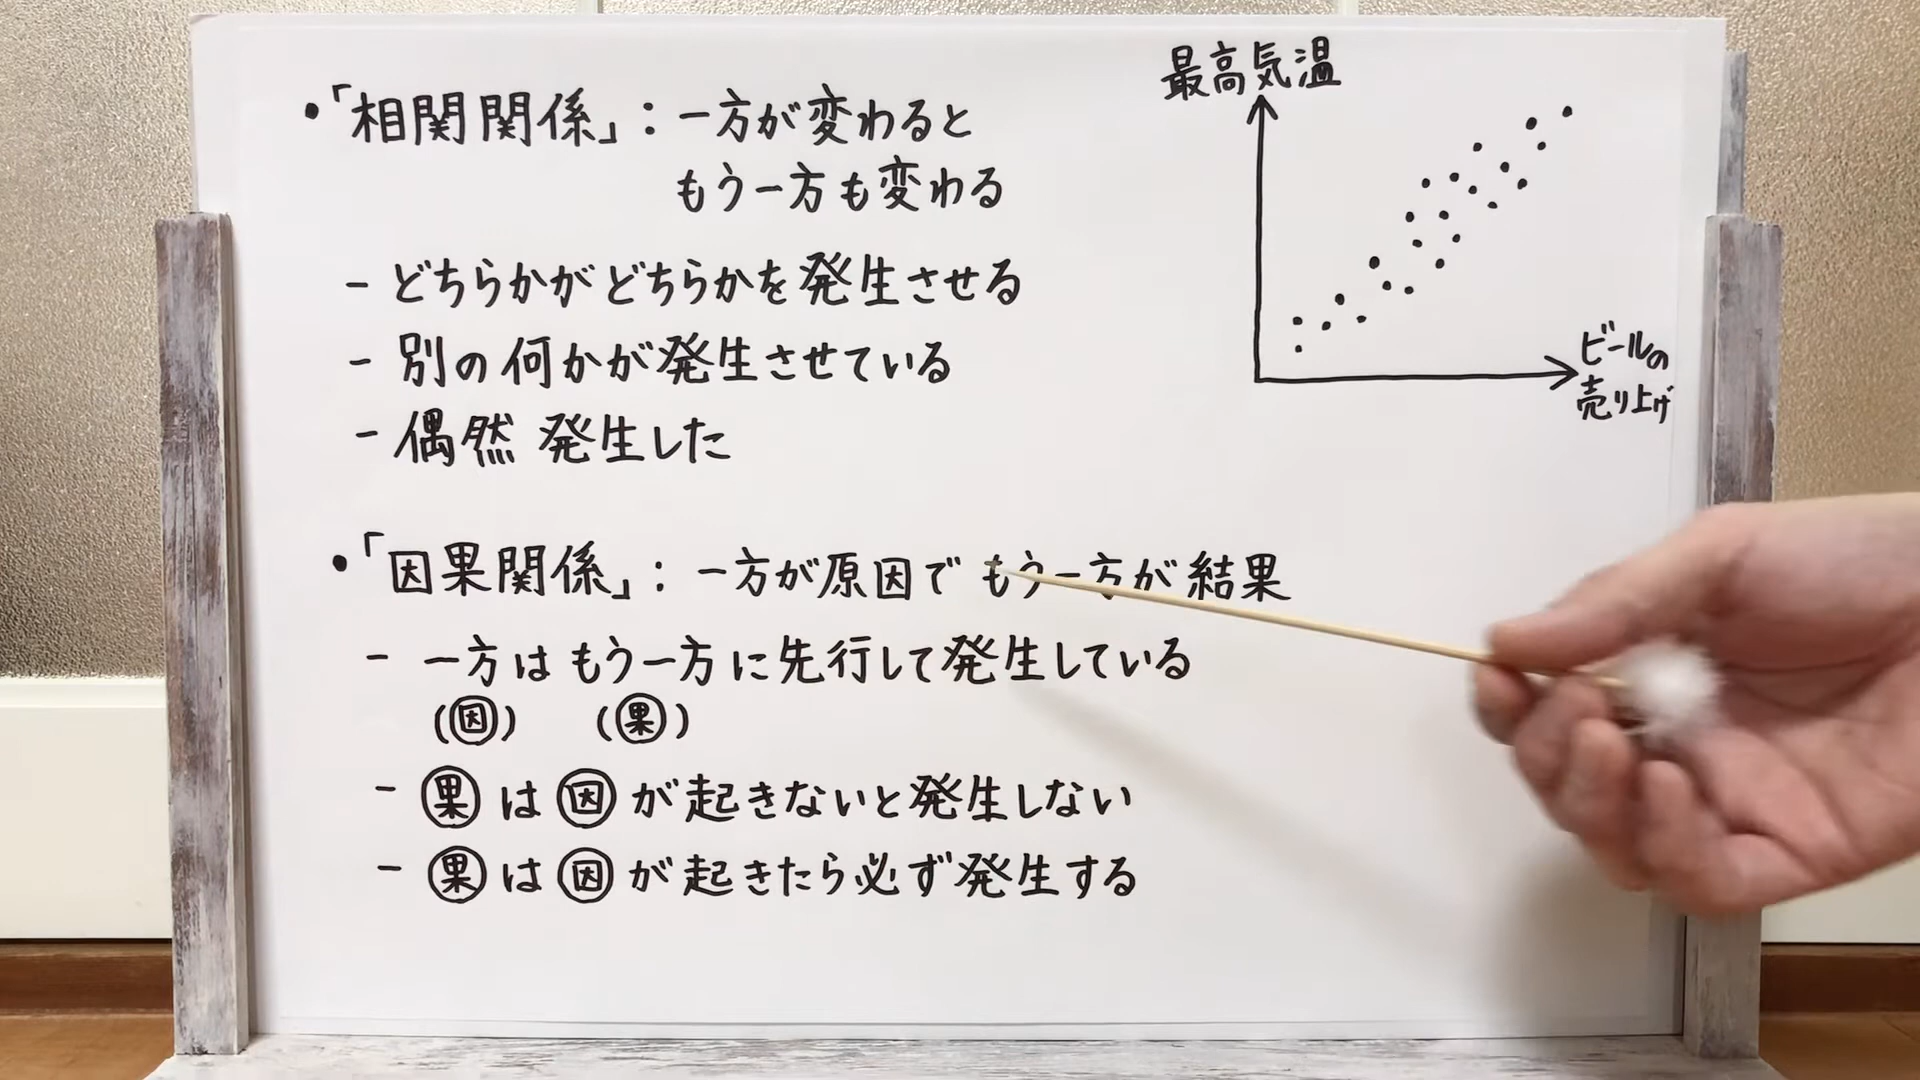 ・「相関関係」：一方が変わると
もう一方も変わる
- どちらかがどちらかを発生させる
- 別の何かが発生させている
- 偶然 発生した
最高気温
ビールの
売り上げ
・「因果関係」：一方が原因で もう一方が結果
- 一方は もう一方に先行して発生している
(因) (果)
- 果は因が起きないと発生しない
- 果は因が起きたら必ず発生する